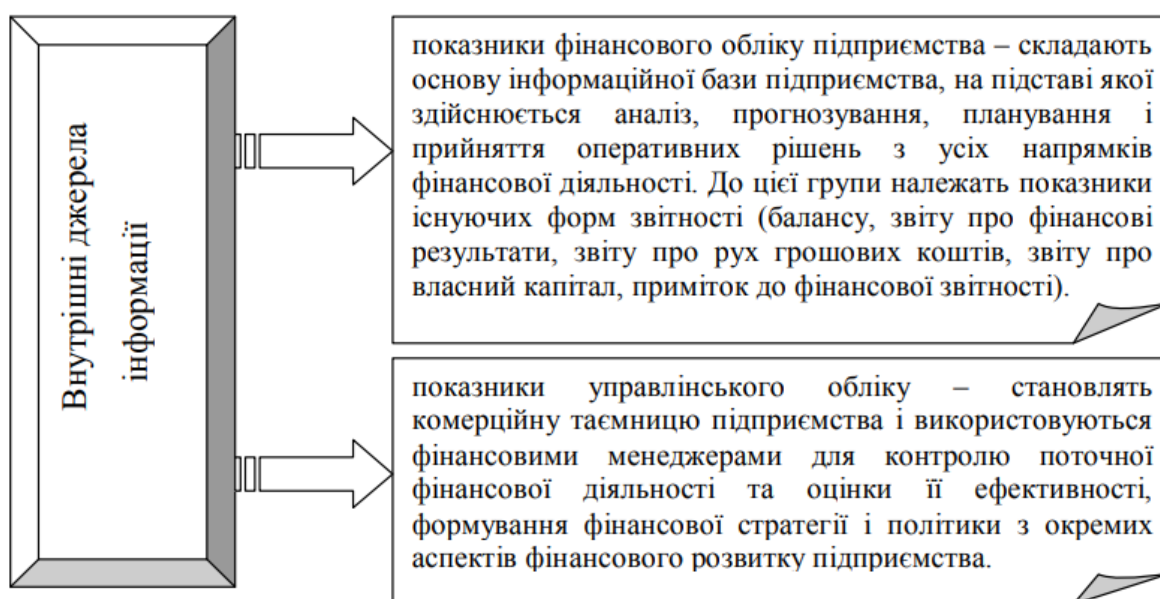 Внутрішні джерела
інформації
показники фінансового обліку підприємства – складають
основу інформаційної бази підприємства, на підставі якої
здійснюється аналіз, прогнозування, планування і
прийняття оперативних рішень з усіх напрямків
фінансової діяльності. До цієї групи належать показники
існуючих форм звітності (балансу, звіту про фінансові
результати, звіту про рух грошових коштів, звіту про
власний капітал, приміток до фінансової звітності).
показники управлінського обліку – становлять
комерційну таємницю підприємства і використовуються
фінансовими менеджерами для контролю поточної
фінансової діяльності та оцінки її ефективності,
формування фінансової стратегії і політики з окремих
аспектів фінансового розвитку підприємства.